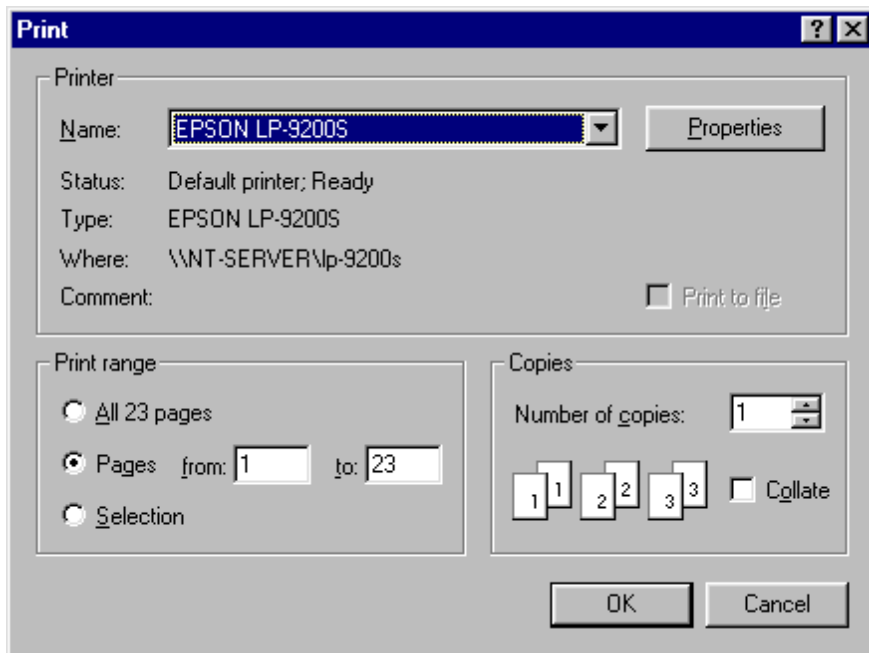 Print
Printer
Name: EPSON LP-9200S Properties
Status: Default printer; Ready
Type: EPSON LP-9200S
Where: \\NT-SERVER\lp-9200s
Comment: Print to file
Print range
All 23 pages
Pages from: 1 to: 23
Selection
Copies
Number of copies: 1
1 1 2 2 3 3 Collate
OK Cancel